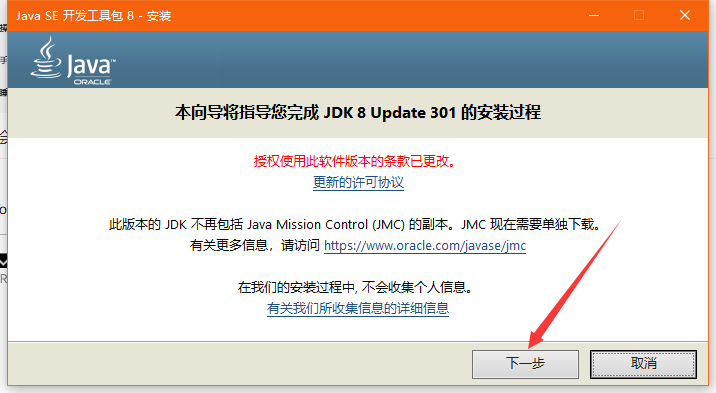 Java SE 开发工具包 8 - 安装
Java™
ORACLE
本向导将指导您完成 JDK 8 Update 301 的安装过程
授权使用此软件版本的条款已更改。
更新的许可协议
此版本的 JDK 不再包括 Java Mission Control (JMC) 的副本。JMC 现在需要单独下载。
有关更多信息，请访问 https://www.oracle.com/javase/jmc
在我们的安装过程中, 不会收集个人信息。
有关我们所收集信息的详细信息
下一步 取消